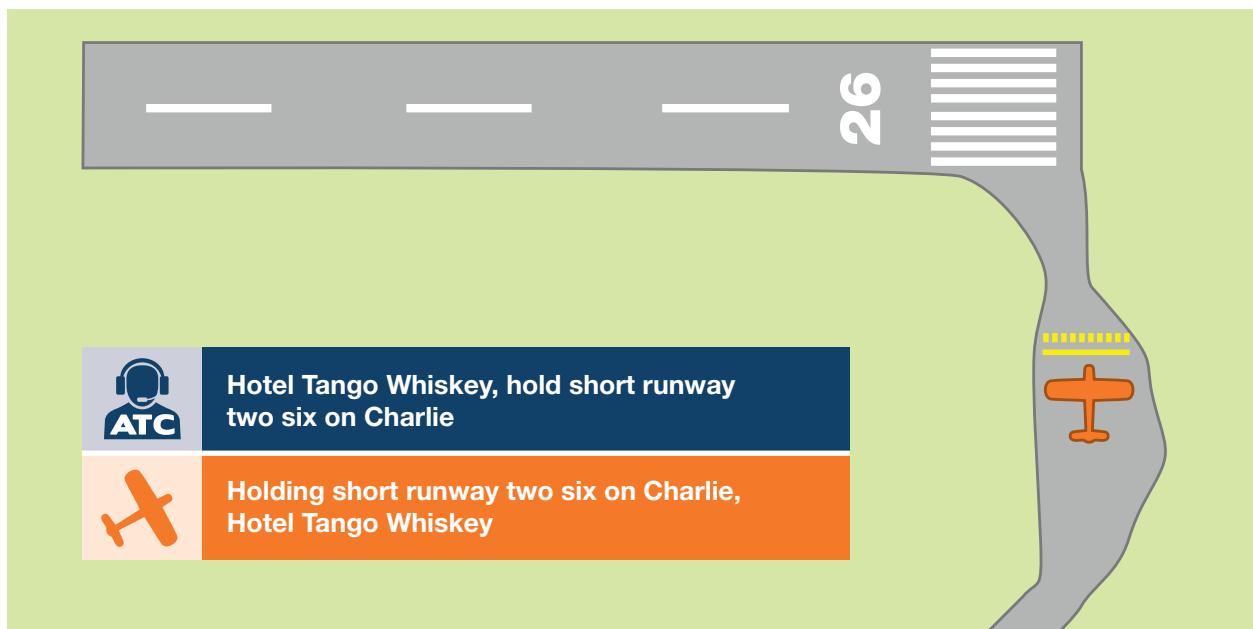 26
ATC
Hotel Tango Whiskey, hold short runway
two six on Charlie
Holding short runway two six on Charlie,
Hotel Tango Whiskey